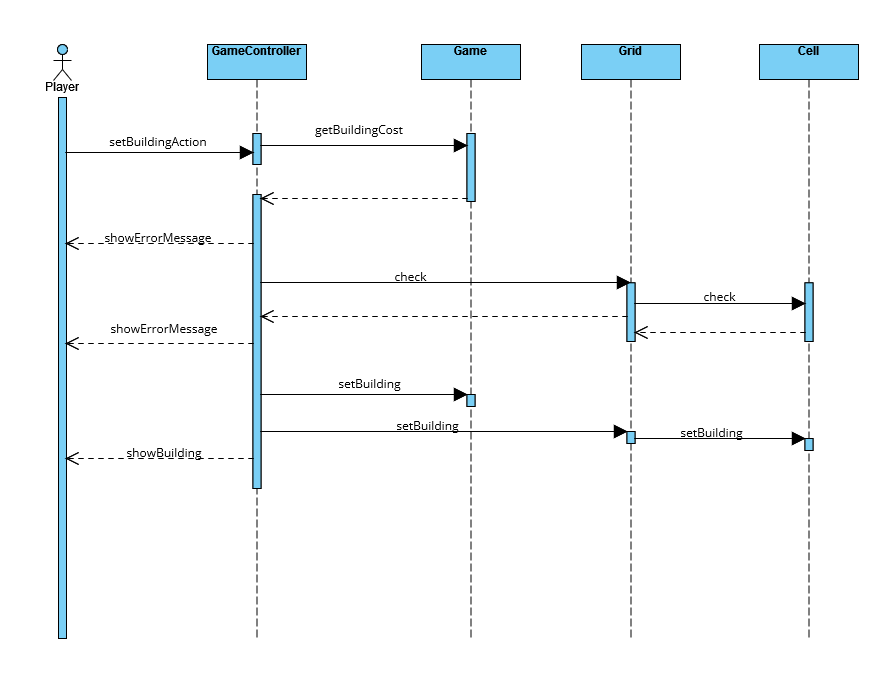 GameController
Game
Grid
Cell
Player
getBuildingCost
setBuildingAction
showErrorMessage
check
check
showErrorMessage
setBuilding
setBuilding
setBuilding
showBuilding